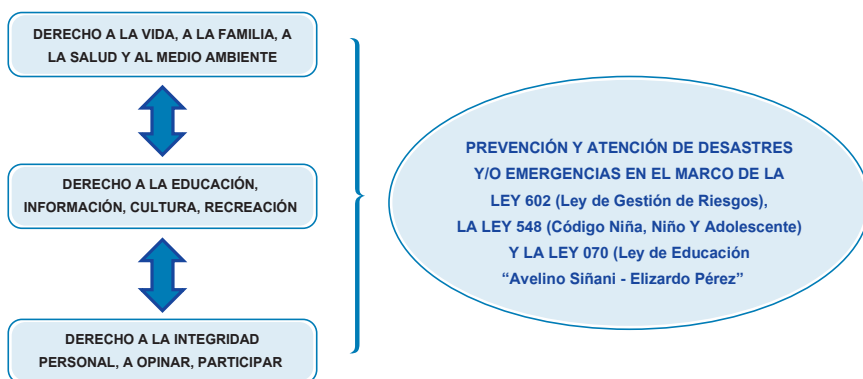 DERECHO A LA VIDA, A LA FAMILIA, A
LA SALUD Y AL MEDIO AMBIENTE
DERECHO A LA EDUCACIÓN,
INFORMACIÓN, CULTURA, RECREACIÓN
DERECHO A LA INTEGRIDAD
PERSONAL, A OPINAR, PARTICIPAR
PREVENCIÓN Y ATENCIÓN DE DESASTRES
Y/O EMERGENCIAS EN EL MARCO DE LA
LEY 602 (Ley de Gestión de Riesgos),
LA LEY 548 (Código Niña, Niño Y Adolescente)
Y LA LEY 070 (Ley de Educación
“Avelino Siñani - Elizardo Pérez”